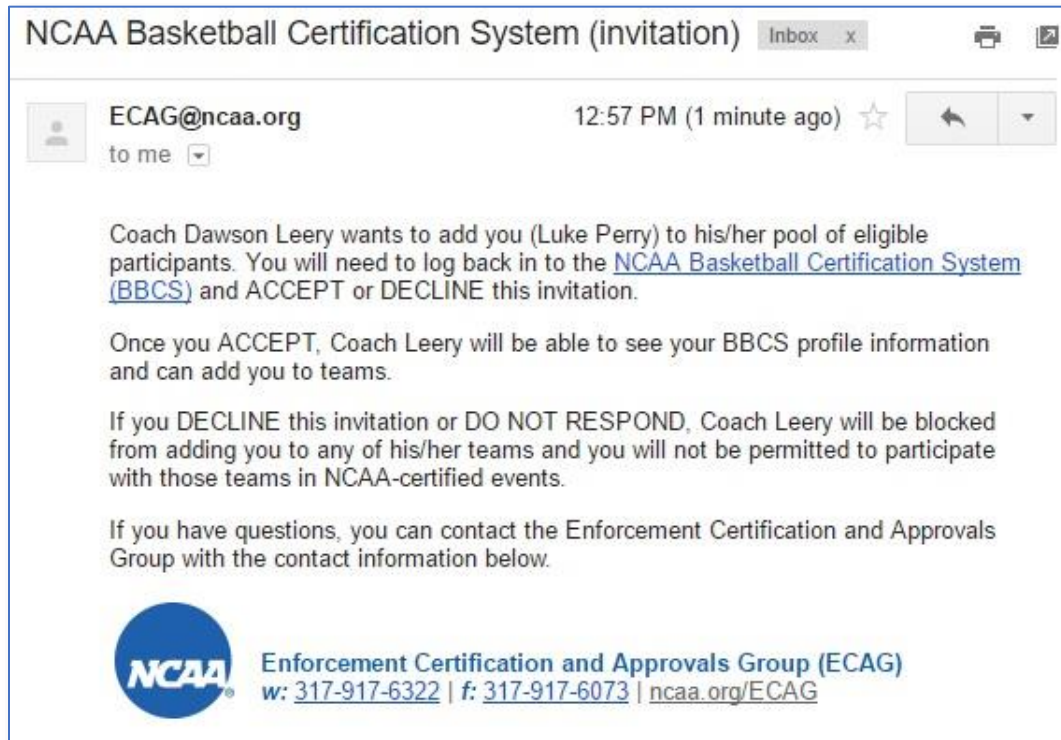 NCAA Basketball Certification System (invitation) Inbox x
ECAG@ncaa.org 12:57 PM (1 minute ago)
to me
Coach Dawson Leery wants to add you (Luke Perry) to his/her pool of eligible
participants. You will need to log back in to the NCAA Basketball Certification System
(BBCS) and ACCEPT or DECLINE this invitation.
Once you ACCEPT, Coach Leery will be able to see your BBCS profile information
and can add you to teams.
If you DECLINE this invitation or DO NOT RESPOND, Coach Leery will be blocked
from adding you to any of his/her teams and you will not be permitted to participate
with those teams in NCAA-certified events.
If you have questions, you can contact the Enforcement Certification and Approvals
Group with the contact information below.
NCAA®
Enforcement Certification and Approvals Group (ECAG)
w: 317-917-6322 | f: 317-917-6073 | ncaa.org/ECAG